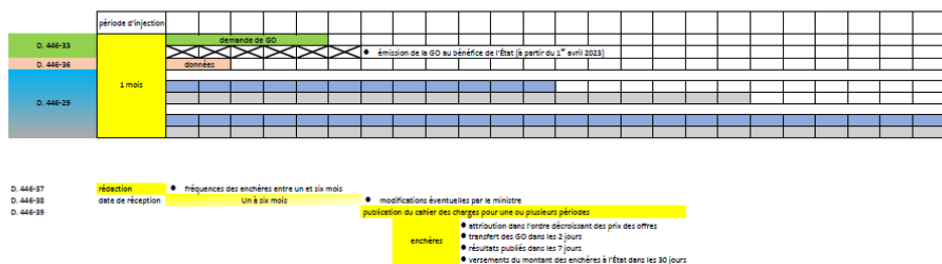 période d'injection
D. 446-33
demande de GO
● émission de la GO au bénéfice de l'État (à partir du 1er avril 2023)
D. 446-36
données
1 mois
D. 446-29
D. 446-37 rédaction ● fréquences des enchères entre un et six mois
D. 446-38 date de réception Un à six mois ● modifications éventuelles par le ministre
D. 446-39 publication du cahier des charges pour une ou plusieurs périodes
enchères
● attribution dans l'ordre décroissant des prix des offres
● transfert des GO dans les 2 jours
● résultats publiés dans les 7 jours
● versements du montant des enchères à l'État dans les 30 jours